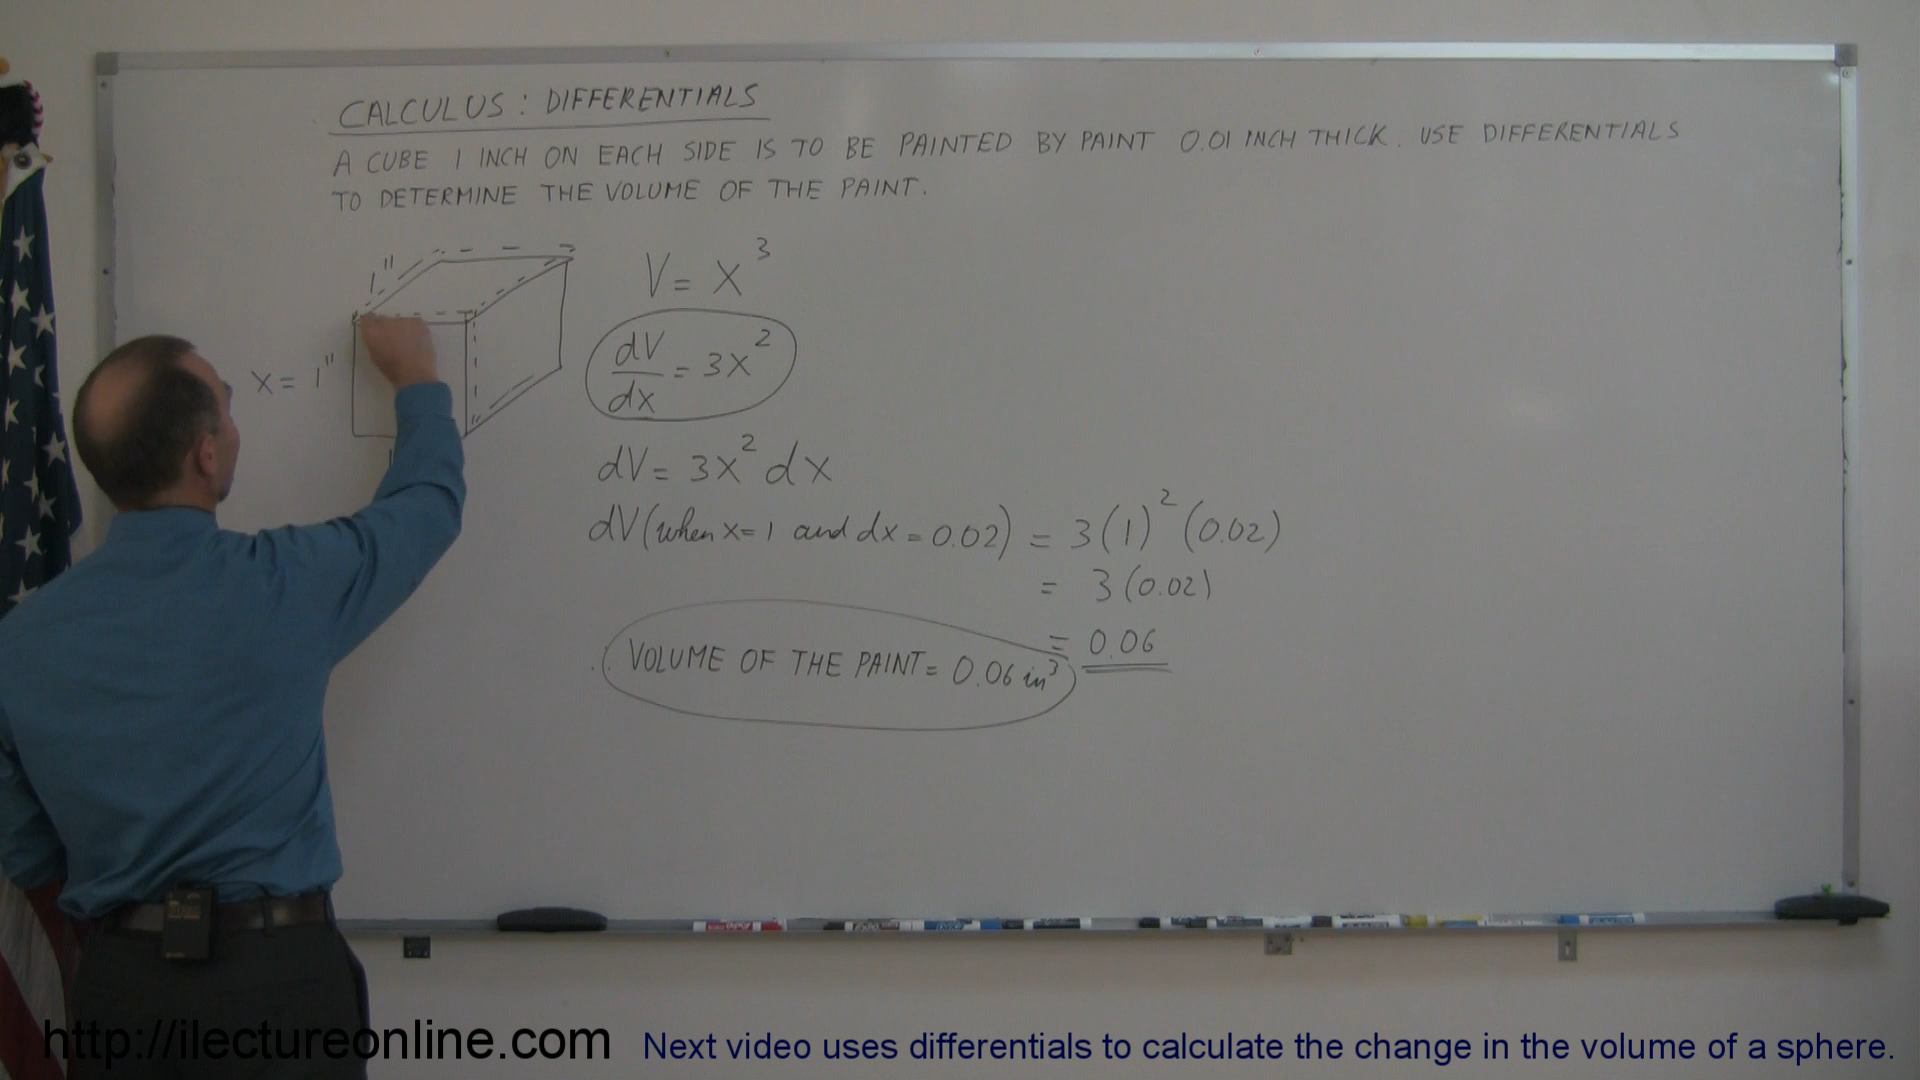 CALCULUS: DIFFERENTIALS
A CUBE 1 INCH ON EACH SIDE IS TO BE PAINTED BY PAINT 0.01 INCH THICK. USE DIFFERENTIALS
TO DETERMINE THE VOLUME OF THE PAINT.
1"
x = 1"
V = x³
dV/dx = 3x²
dV = 3x² dx
dV (when x=1 and dx = 0.02) = 3(1)² (0.02)
= 3(0.02)
= 0.06
VOLUME OF THE PAINT = 0.06 in³
http://ilectureonline.com
Next video uses differentials to calculate the change in the volume of a sphere.